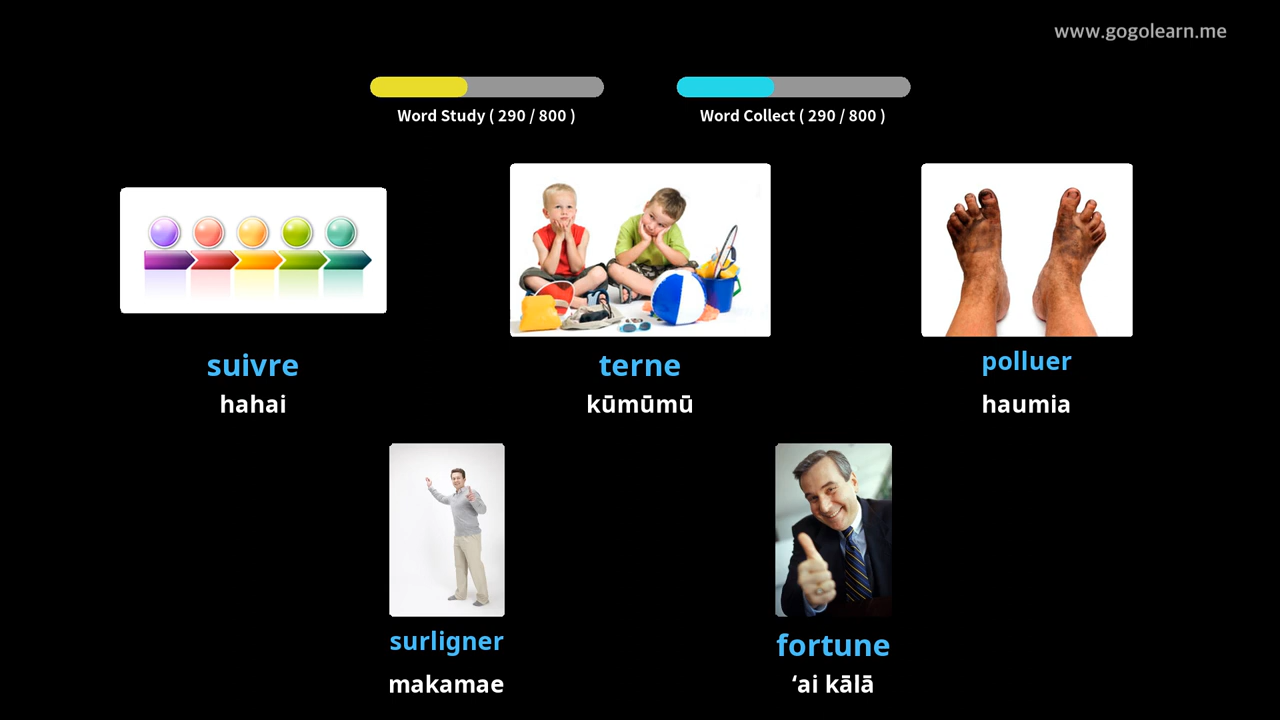 www.gogolearn.me
Word Study ( 290 / 800 )
Word Collect ( 290 / 800 )
suivre
hahai
terne
kūmūmū
polluer
haumia
surligner
makamae
fortune
ʻai kālā